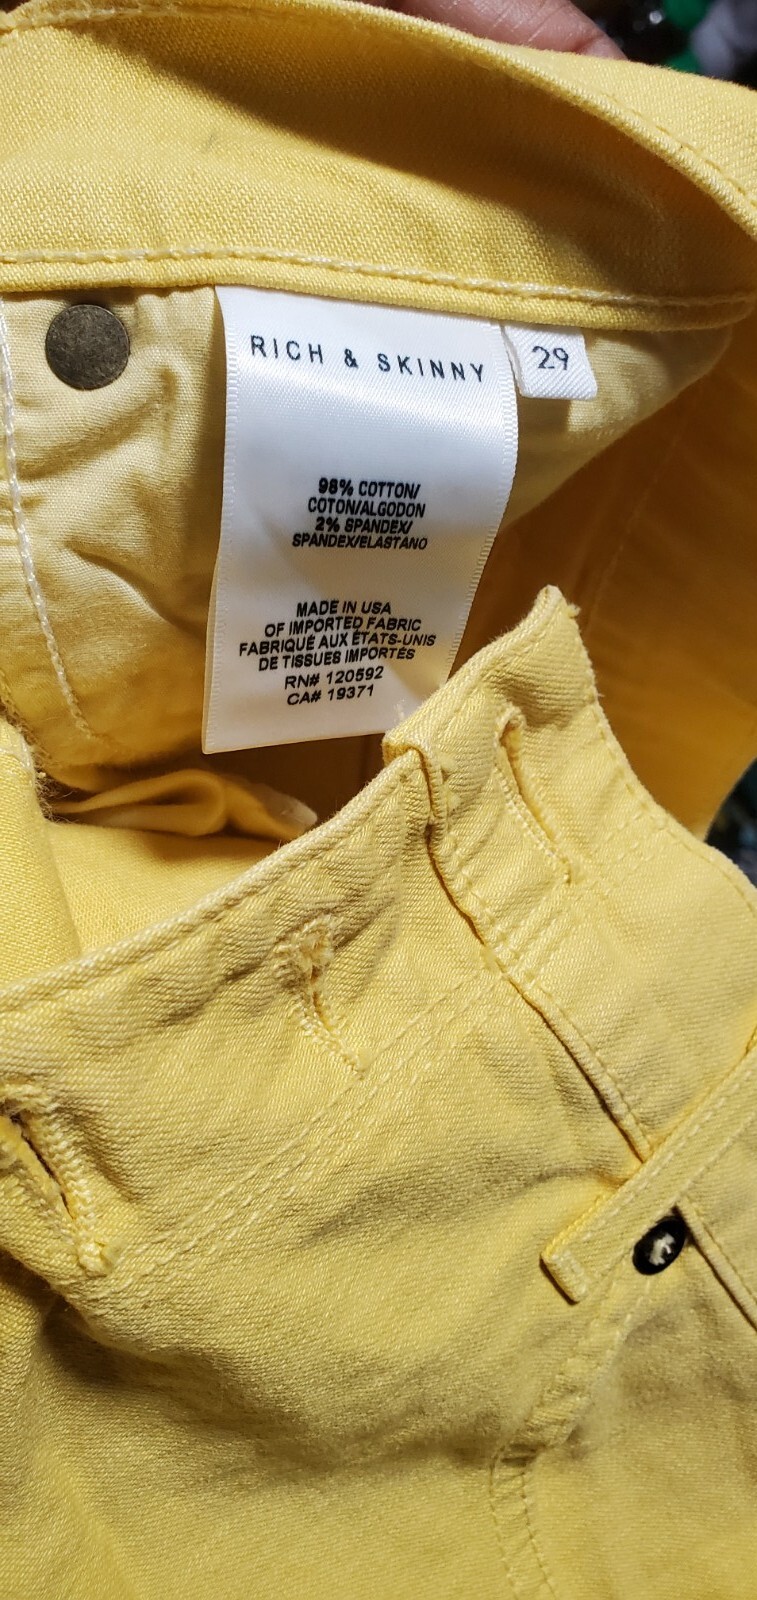 RICH & SKINNY
29
98% COTTON/
COTON/ALGODON
2% SPANDEX/
SPANDEX/ELASTANO
MADE IN USA
OF IMPORTED FABRIC
FABRIQUÉ AUX ÉTATS-UNIS
DE TISSUES IMPORTÉS
RN# 120592
CA# 19371